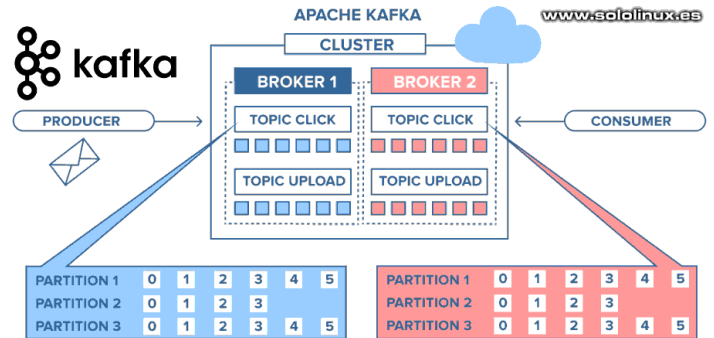 APACHE KAFKA
www.sololinux.es
CLUSTER
kafka
BROKER 1
BROKER 2
PRODUCER
TOPIC CLICK
TOPIC CLICK
CONSUMER
TOPIC UPLOAD
TOPIC UPLOAD
PARTITION 1 0 1 2 3 4 5
PARTITION 2 0 1 2 3
PARTITION 3 0 1 2 3 4 5
PARTITION 1 0 1 2 3 4 5
PARTITION 2 0 1 2 3
PARTITION 3 0 1 2 3 4 5